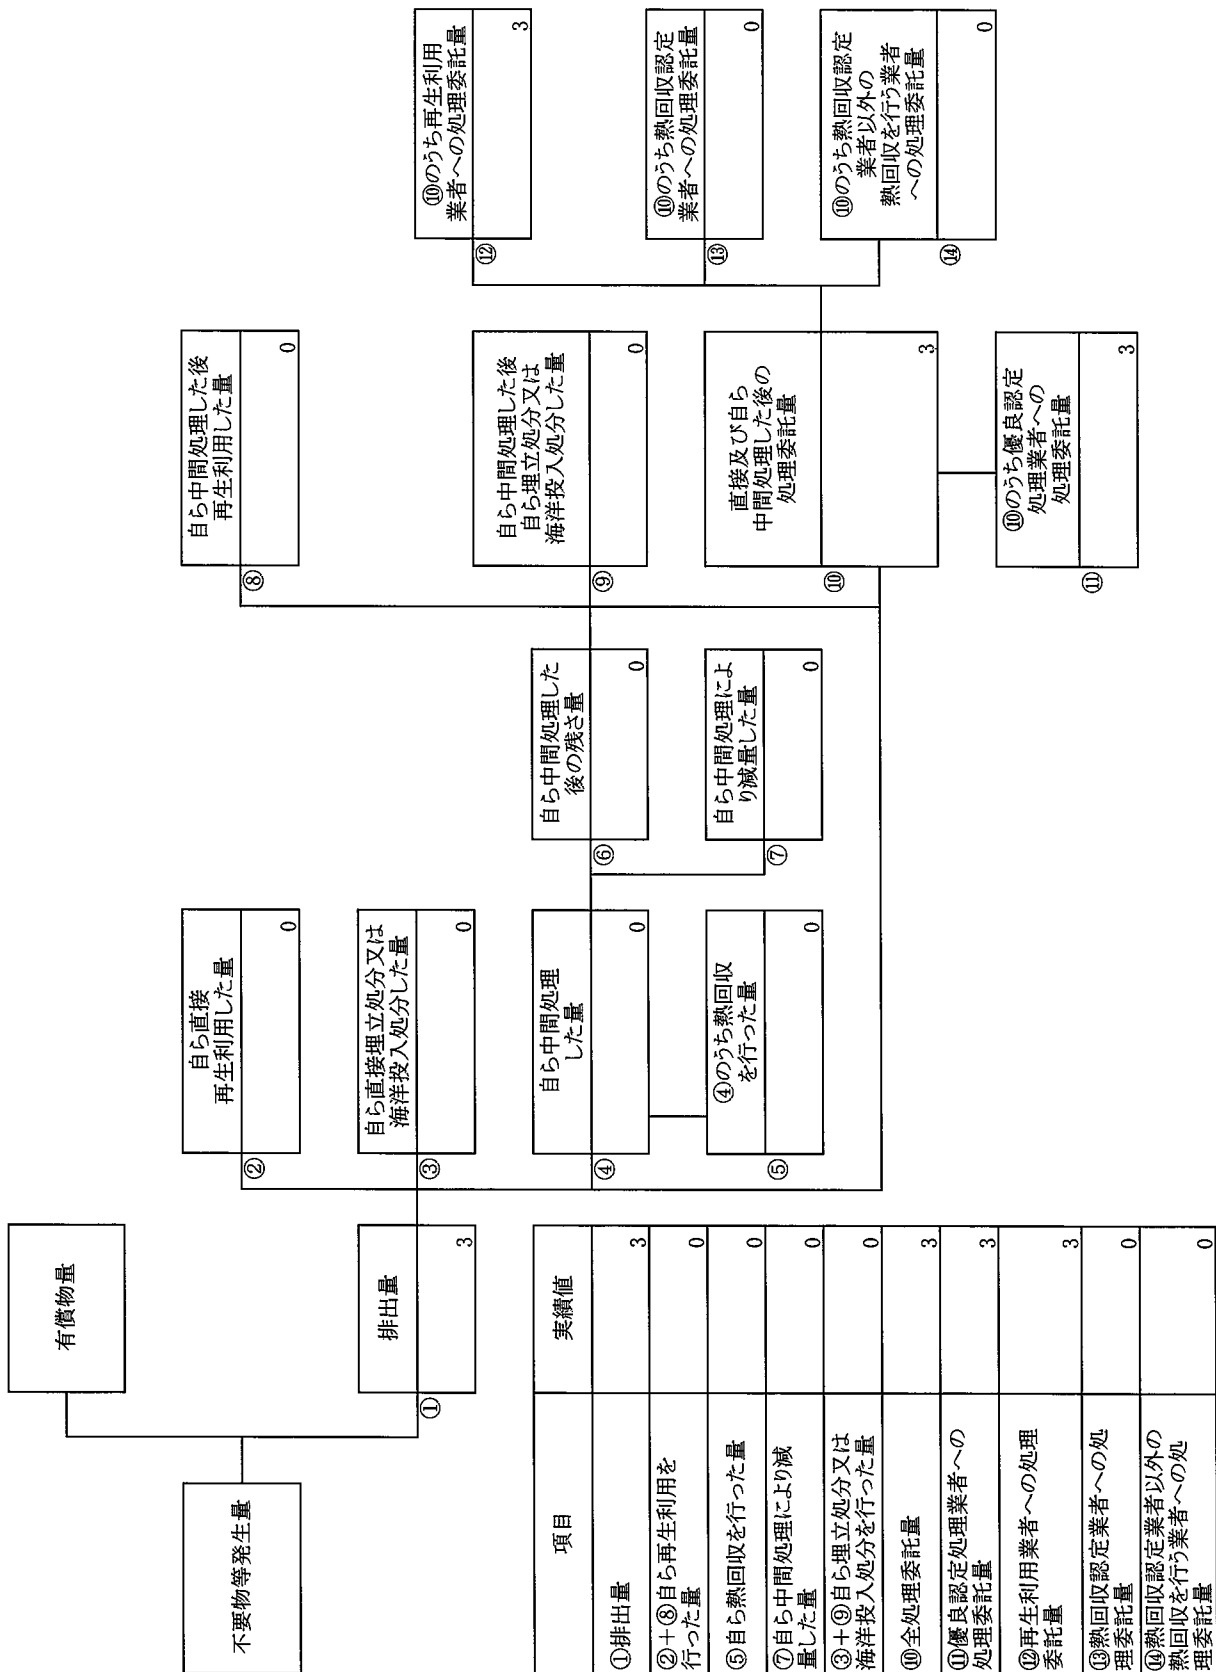 不要物等発生量
有償物量
①
排出量
3
②
自ら直接
再生利用した量
0
③
自ら直接埋立処分又は
海洋投入処分した量
0
④
自ら中間処理
した量
0
⑤
④のうち熱回収
を行った量
0
⑥
自ら中間処理した
後の残さ量
0
⑦
自ら中間処理によ
り減量した量
0
⑧
自ら中間処理した後
再生利用した量
0
⑨
自ら中間処理した後
自ら埋立処分又は
海洋投入処分した量
0
⑩
直接及び自ら
中間処理した後の
処理委託量
3
⑪
⑩のうち優良認定
処理業者への
処理委託量
3
⑫
⑩のうち再生利用
業者への処理委託量
3
⑬
⑩のうち熱回収認定
業者への処理委託量
0
⑭
⑩のうち熱回収認定
業者以外の
熱回収を行う業者
への処理委託量
0
項目 実績値
①排出量 3
②+⑧自ら再生利用を
行った量 0
⑤自ら熱回収を行った量 0
⑦自ら中間処理により減
量した量 0
③+⑨自ら埋立処分又は
海洋投入処分を行った量 0
⑩全処理委託量 3
⑪優良認定処理業者への
処理委託量 3
⑫再生利用業者への処理
委託量 3
⑬熱回収認定業者への処
理委託量 0
⑭熱回収認定業者以外の
熱回収を行う業者への処
理委託量 0